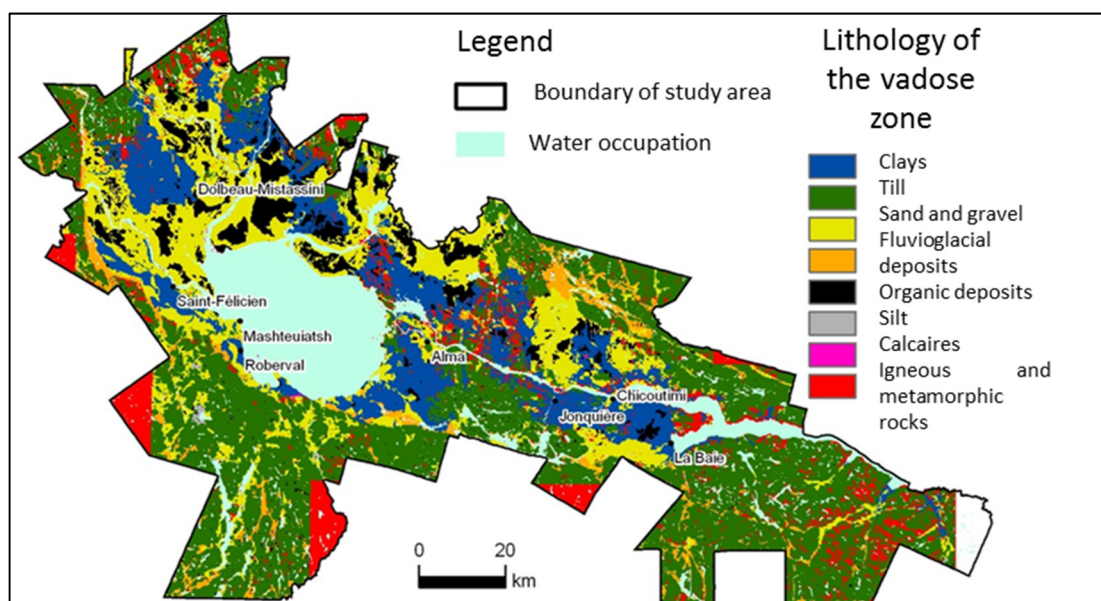 Legend
Boundary of study area
Water occupation
Lithology of
the vadose
zone
Clays
Till
Sand and gravel
Fluvioglacial
deposits
Organic deposits
Silt
Calcaires
Igneous and
metamorphic
rocks
Dolbeau-Mistassini
Saint-Félicien
Mashteuiatsh
Roberval
Alma
Chicoutimi
Jonquière
La Baie
0 20
km